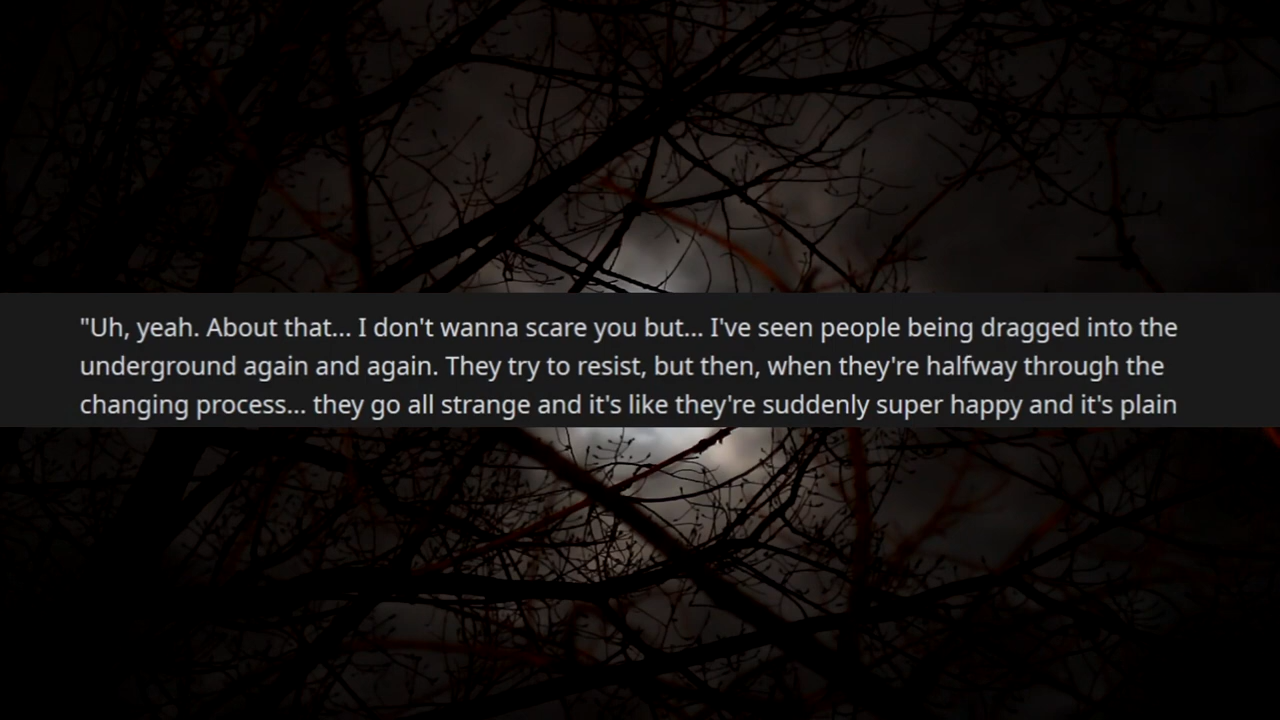 "Uh, yeah. About that... I don't wanna scare you but... I've seen people being dragged into the
underground again and again. They try to resist, but then, when they're halfway through the
changing process... they go all strange and it's like they're suddenly super happy and it's plain